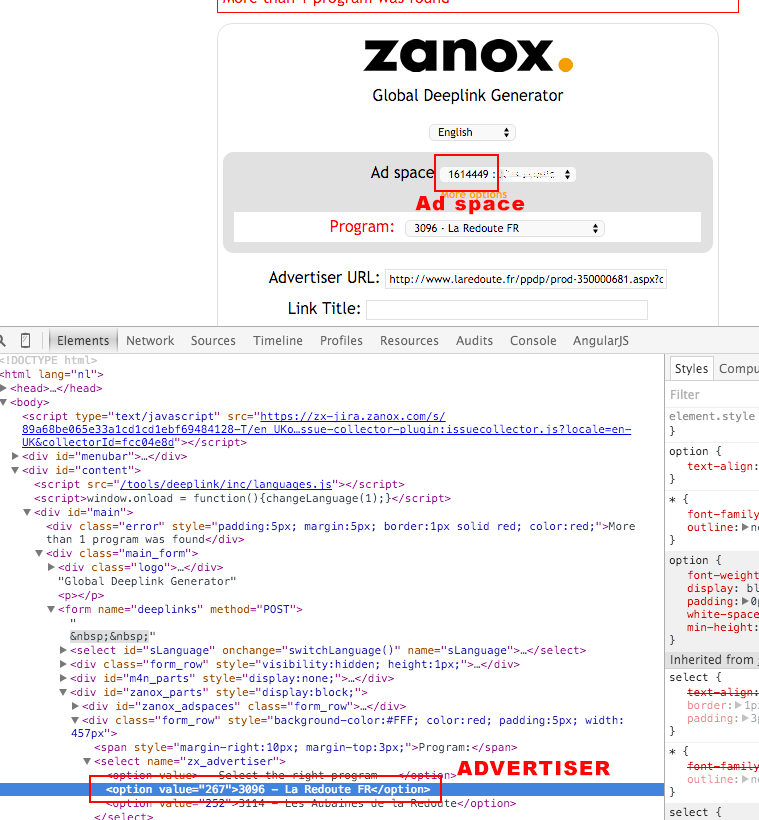 More than 1 program was found
zanox.
Global Deeplink Generator
English
Ad space 1614449 :
More options
Ad space
Program: 3096 - La Redoute FR
Advertiser URL: http://www.laredoute.fr/ppdp/prod-350000681.aspx?c
Link Title:
Elements Network Sources Timeline Profiles Resources Audits Console AngularJS
<!DOCTYPE html>
<html lang="nl">
<head>…</head>
<body>
<script type="text/javascript" src="https://zx-jira.zanox.com/s/
89a68be065e33a1cd1cd1ebf69484128-T/en_UKo…ssue-collector-plugin:issuecollector.js?locale=en-
UK&collectorId=fcc04e8d"></script>
<div id="menubar">…</div>
<div id="content">
<script src="/tools/deeplink/inc/languages.js"></script>
<script>window.onload = function(){changeLanguage(1);}</script>
<div id="main">
<div class="error" style="padding:5px; margin:5px; border:1px solid red; color:red;">More
than 1 program was found</div>
<div class="main_form">
<div class="logo">…</div>
"Global Deeplink Generator"
<p></p>
<form name="deeplinks" method="POST">
"
&nbsp;&nbsp;"
<select id="sLanguage" onchange="switchLanguage()" name="sLanguage">…</select>
<div class="form_row" style="visibility:hidden; height:1px;">…</div>
<div id="m4n_parts" style="display:none;">…</div>
<div id="zanox_parts" style="display:block;">
<div id="zanox_adspaces" class="form_row">…</div>
<div class="form_row" style="background-color:#FFF; color:red; padding:5px; width:
457px">
<span style="margin-right:10px; margin-top:3px;">Program:</span>
<select name="zx_advertiser">
<option value>-- Select the right program --</option>
ADVERTISER
<option value="267">3096 – La Redoute FR</option>
<option value="252">3114 – Les Aubaines de la Redoute</option>
</select>
Styles Compu
Filter
element.style
}
option {
text-align:
}
* {
font-family
outline: no
}
option {
font-weight
display: bl
padding: 0p
white-space
min-height:
}
Inherited from
select {
text-align:
border: 1p
padding: 3p
}
* {
font-family
outline: no
}
select {